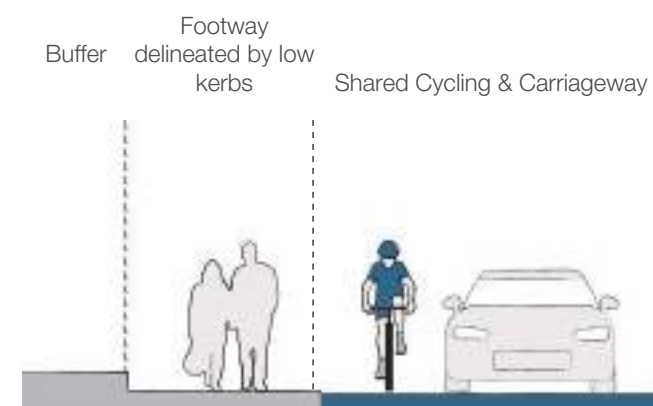 Buffer
Footway
delineated by low
kerbs
Shared Cycling & Carriageway